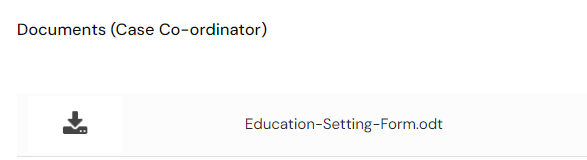 Documents (Case Co-ordinator)
Education-Setting-Form.odt